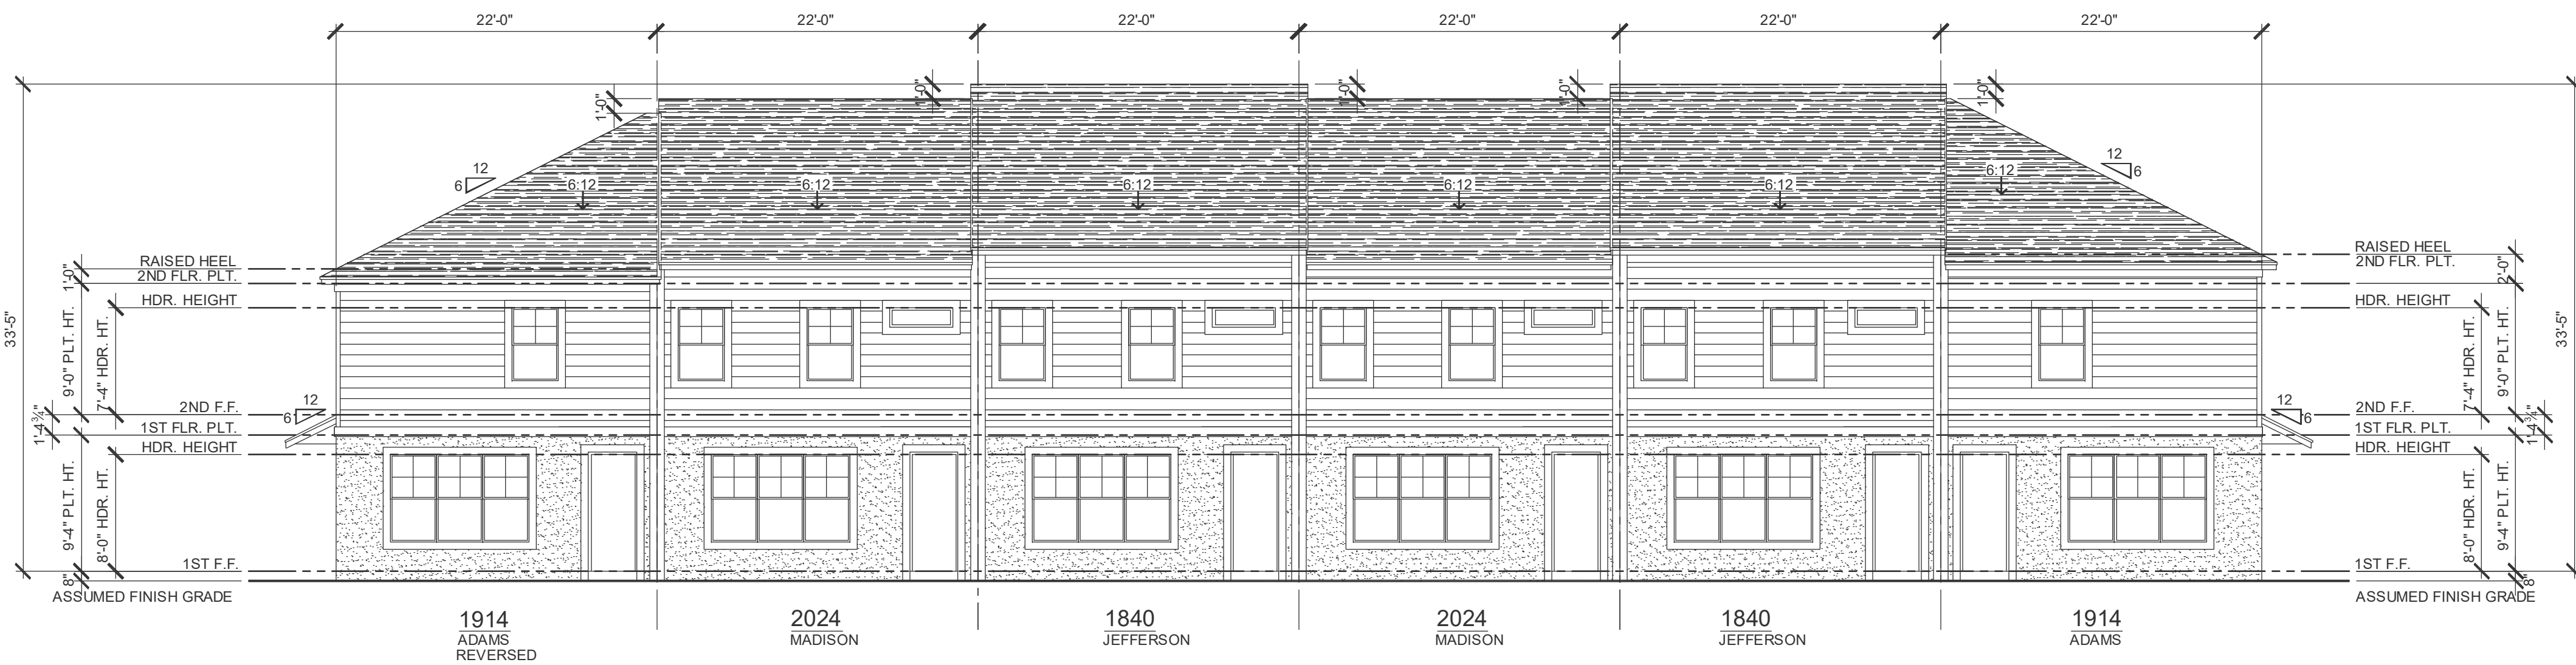 22'-0" 22'-0" 22'-0" 22'-0" 22'-0" 22'-0"
1'-0" 1'-0" 1'-0" 1'-0" 1'-0"
12 12
6 6
6:12 6:12 6:12 6:12 6:12 6:12
33'-5" 33'-5"
RAISED HEEL RAISED HEEL
2ND FLR. PLT. 2ND FLR. PLT.
1'-0" 2'-0"
HDR. HEIGHT HDR. HEIGHT
9'-0" PLT. HT. 7'-4" HDR. HT. 7'-4" HDR. HT. 9'-0" PLT. HT.
12 12
6 6
2ND F.F. 2ND F.F.
1'-4¾" 1'-4¾"
1ST FLR. PLT. 1ST FLR. PLT.
HDR. HEIGHT HDR. HEIGHT
9'-4" PLT. HT. 8'-0" HDR. HT. 8'-0" HDR. HT. 9'-4" PLT. HT.
1ST F.F. 1ST F.F.
8" 8"
ASSUMED FINISH GRADE ASSUMED FINISH GRADE
1914 2024 1840 2024 1840 1914
ADAMS MADISON JEFFERSON MADISON JEFFERSON ADAMS
REVERSED